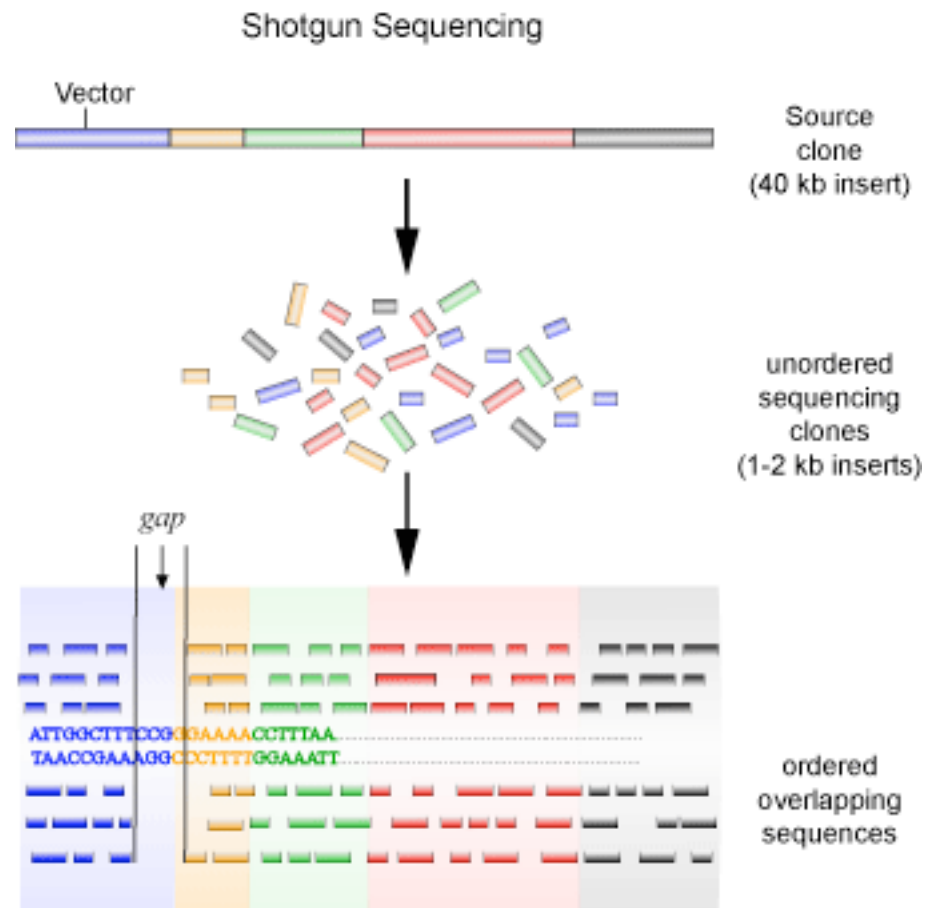 Shotgun Sequencing
Vector
Source
clone
(40 kb insert)
unordered
sequencing
clones
(1-2 kb inserts)
gap
ATTGGCTTTCCGGGAAAACCTTTAA
TAACCGAAAGGCCCTTTTGGAAATT
ordered
overlapping
sequences